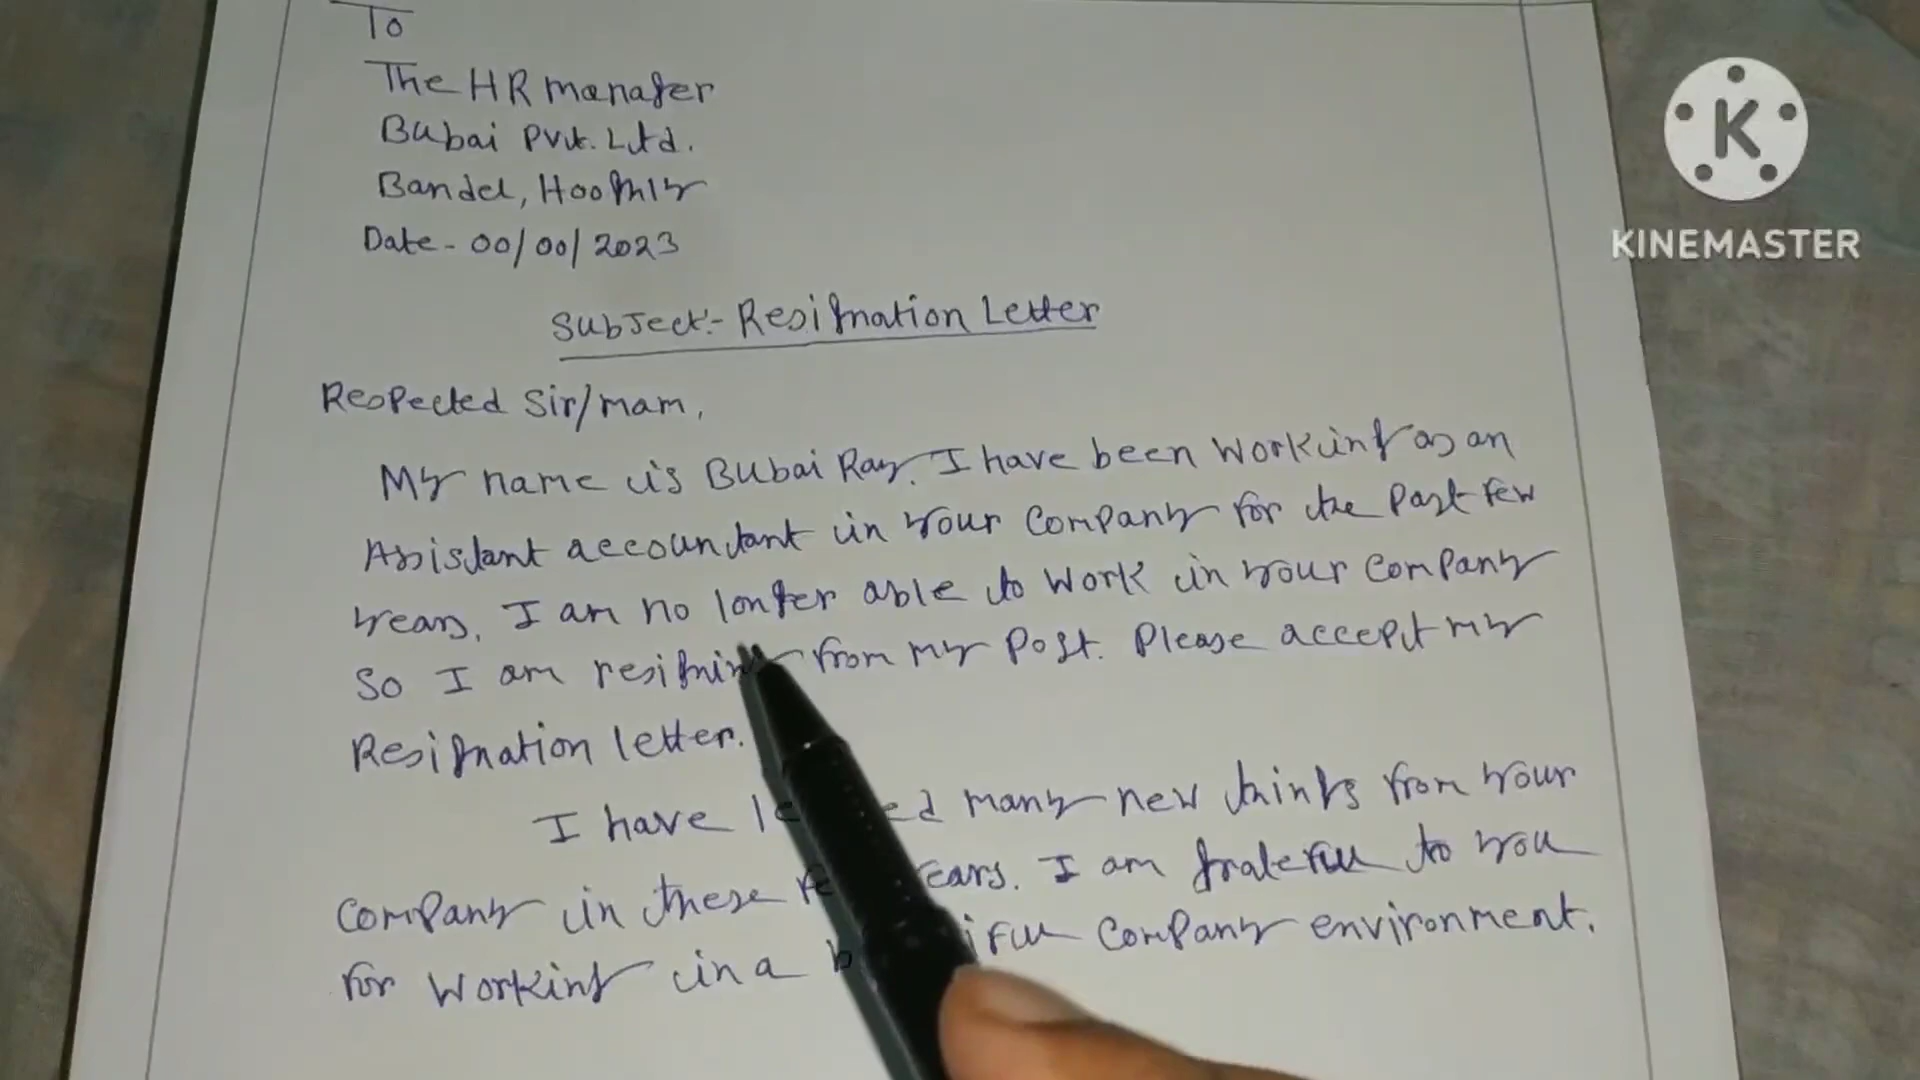 To
The HR manager
Bubai Pvt. Ltd.
Bandel, Hooghly
Date - 00/00/2023
Subject:- Resignation Letter
Respected Sir/mam,
My name is Bubai Ray. I have been working as an
Assistant accountant in your company for the past few
years. I am no longer able to work in your company
So I am resigning from my post. Please accept my
Resignation letter.
I have many new things from your
company in these years. I am grateful to you
for working in a company environment.
K
KINEMASTER